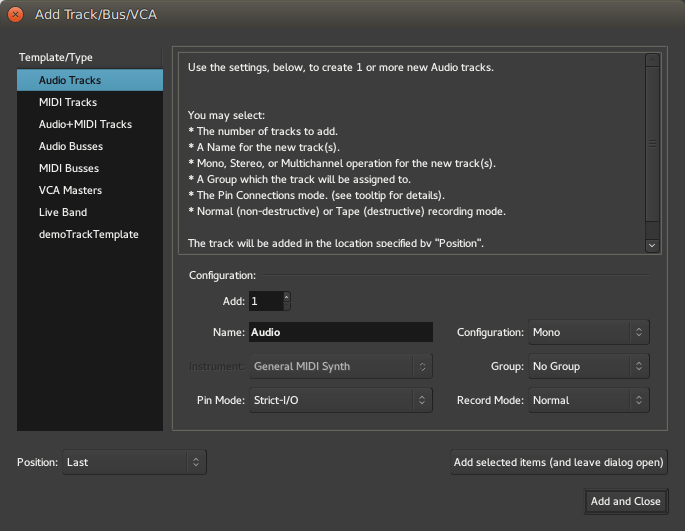 Add Track/Bus/VCA
Template/Type
Audio Tracks
MIDI Tracks
Audio+MIDI Tracks
Audio Busses
MIDI Busses
VCA Masters
Live Band
demoTrackTemplate
Use the settings, below, to create 1 or more new Audio tracks.
You may select:
* The number of tracks to add.
* A Name for the new track(s).
* Mono, Stereo, or Multichannel operation for the new track(s).
* A Group which the track will be assigned to.
* The Pin Connections mode. (see tooltip for details).
* Normal (non-destructive) or Tape (destructive) recording mode.
The track will be added in the location specified by "Position".
Configuration:
Add: 1
Name: Audio Configuration: Mono
Instrument: General MIDI Synth Group: No Group
Pin Mode: Strict-I/O Record Mode: Normal
Position: Last Add selected items (and leave dialog open)
Add and Close